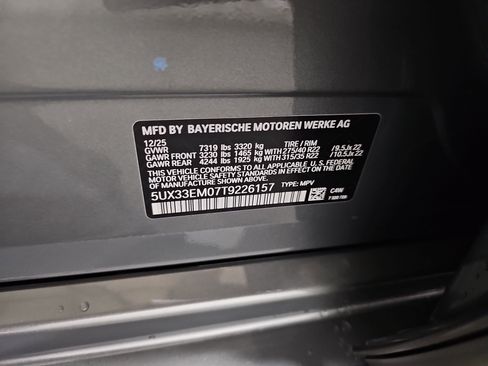 MFD BY BAYERISCHE MOTOREN WERKE AG
12/25 TIRE / RIM
GVWR 7319 lbs 3320 kg
GAWR FRONT 3230 lbs 1465 kg WITH 275/40 R22 / 9.5Jx22
GAWR REAR 4244 lbs 1925 kg WITH 315/35 R22 / 10.5Jx22
THIS VEHICLE CONFORMS TO ALL APPLICABLE U.S. FEDERAL
MOTOR VEHICLE SAFETY STANDARDS IN EFFECT ON THE
DATE OF MANUFACTURE SHOWN ABOVE.
5UX33EM07T9226157 TYPE: MPV
C4W